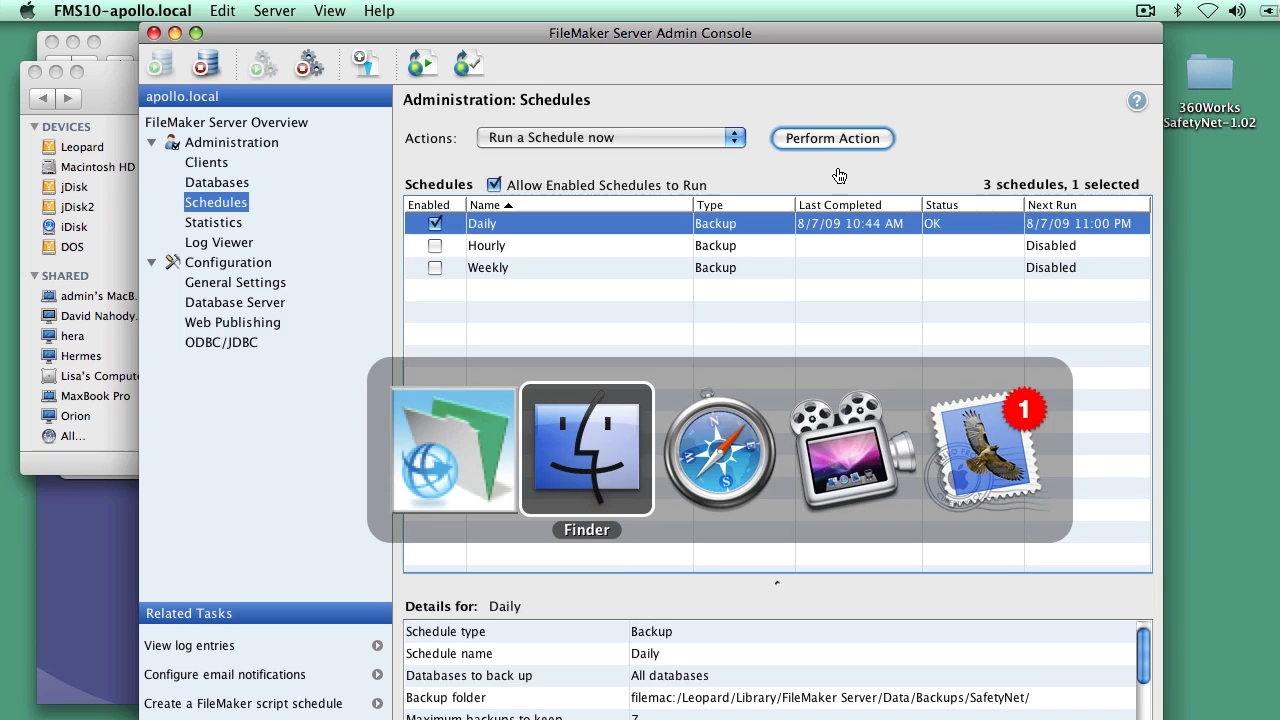 FMS10-apollo.local Edit Server View Help
FileMaker Server Admin Console
apollo.local
FileMaker Server Overview
Administration
Clients
Databases
Schedules
Statistics
Log Viewer
Configuration
General Settings
Database Server
Web Publishing
ODBC/JDBC
Related Tasks
View log entries
Configure email notifications
Create a FileMaker script schedule
DEVICES
Leopard
Macintosh HD
jDisk
jDisk2
iDisk
DOS
SHARED
admin's MacB.
David Nahody.
hera
Hermes
Lisa's Compute
MaxBook Pro
Orion
All...
Administration: Schedules
Actions: Run a Schedule now Perform Action
Schedules Allow Enabled Schedules to Run 3 schedules, 1 selected
Enabled Name Type Last Completed Status Next Run
Daily Backup 8/7/09 10:44 AM OK 8/7/09 11:00 PM
Hourly Backup Disabled
Weekly Backup Disabled
1
Finder
Details for: Daily
Schedule type Backup
Schedule name Daily
Databases to back up All databases
Backup folder filemac:/Leopard/Library/FileMaker Server/Data/Backups/SafetyNet/
Maximum backups to keep 7
360Works
SafetyNet-1.02